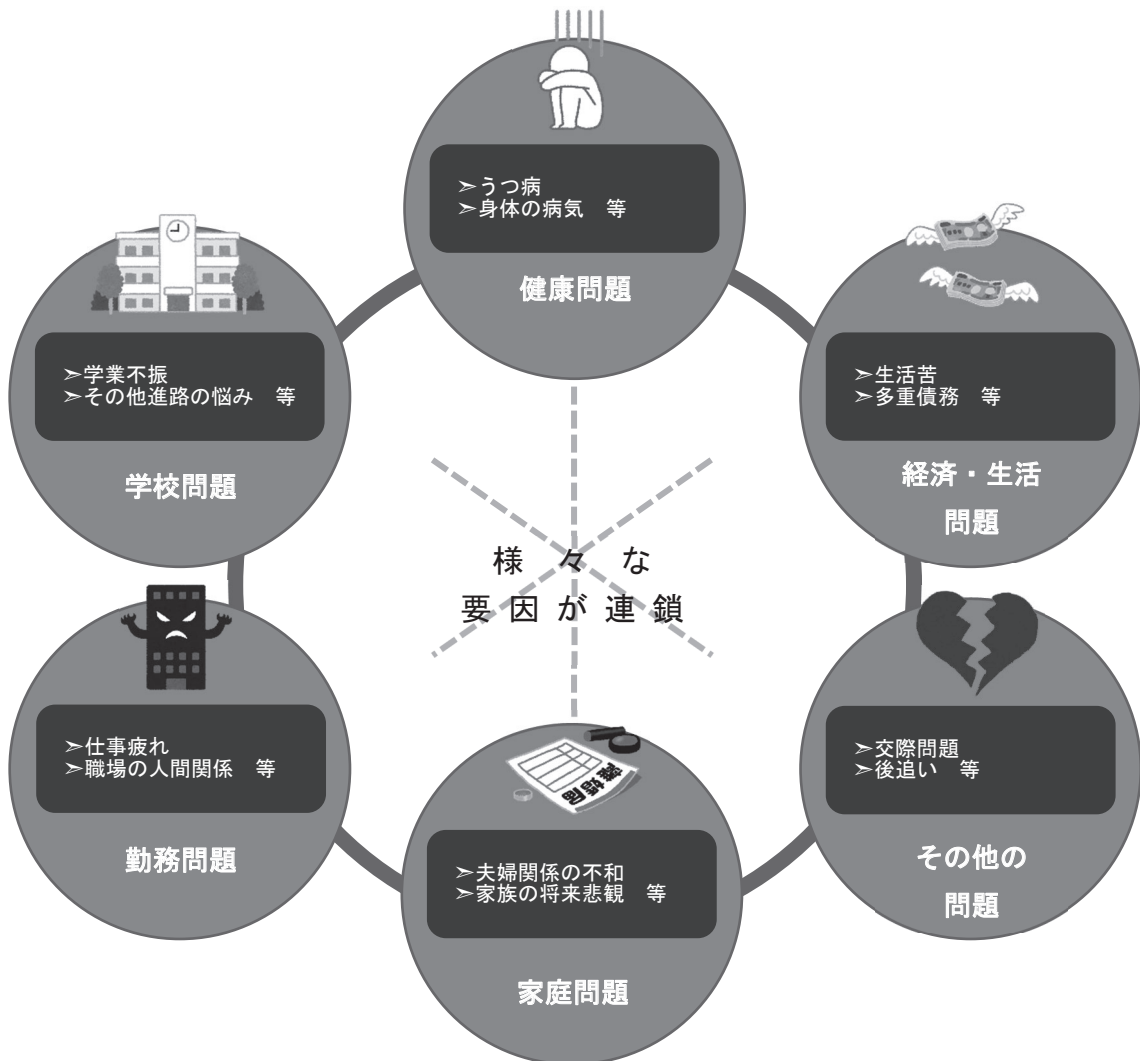 ➣うつ病
➣身体の病気　等
健康問題
➣生活苦
➣多重債務　等
経済・生活
問題
➣交際問題
➣後追い　等
その他の
問題
離婚届
➣夫婦関係の不和
➣家族の将来悲観　等
家庭問題
➣仕事疲れ
➣職場の人間関係　等
勤務問題
➣学業不振
➣その他進路の悩み　等
学校問題
様々な
要因が連鎖